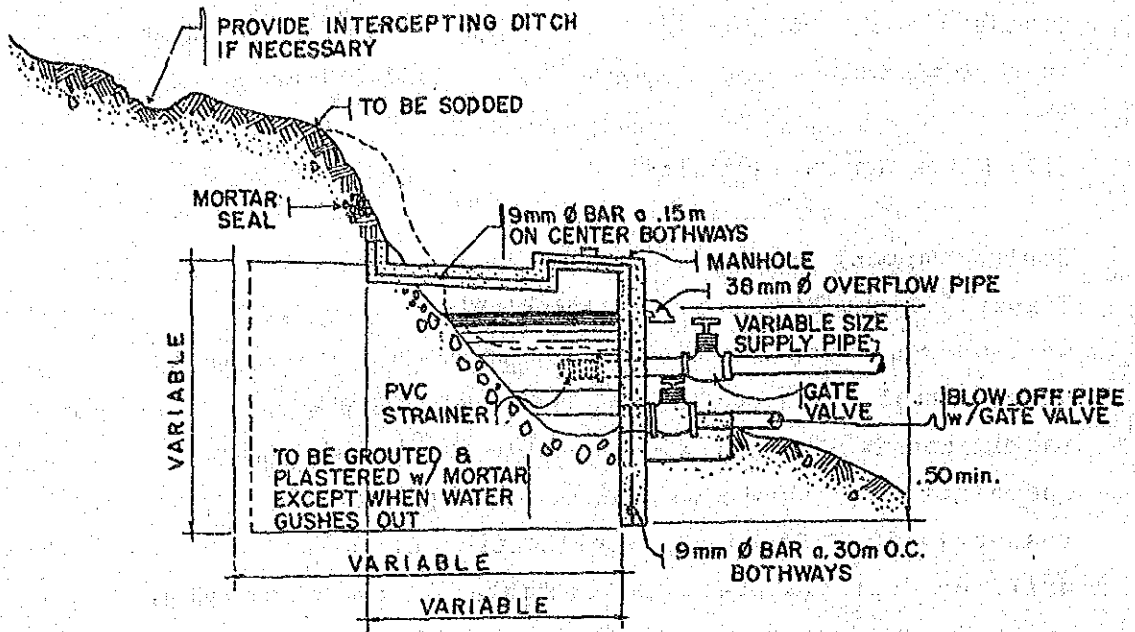 PROVIDE INTERCEPTING DITCH
IF NECESSARY
TO BE SODDED
MORTAR
SEAL
9mm Ø BAR a .15m
ON CENTER BOTHWAYS
MANHOLE
38mm Ø OVERFLOW PIPE
VARIABLE SIZE
SUPPLY PIPE
VARIABLE
PVC
STRAINER
GATE
VALVE
BLOW OFF PIPE
w/GATE VALVE
TO BE GROUTED &
PLASTERED w/ MORTAR
EXCEPT WHEN WATER
GUSHES OUT
.50min.
9mm Ø BAR a.30m O.C.
BOTHWAYS
VARIABLE
VARIABLE